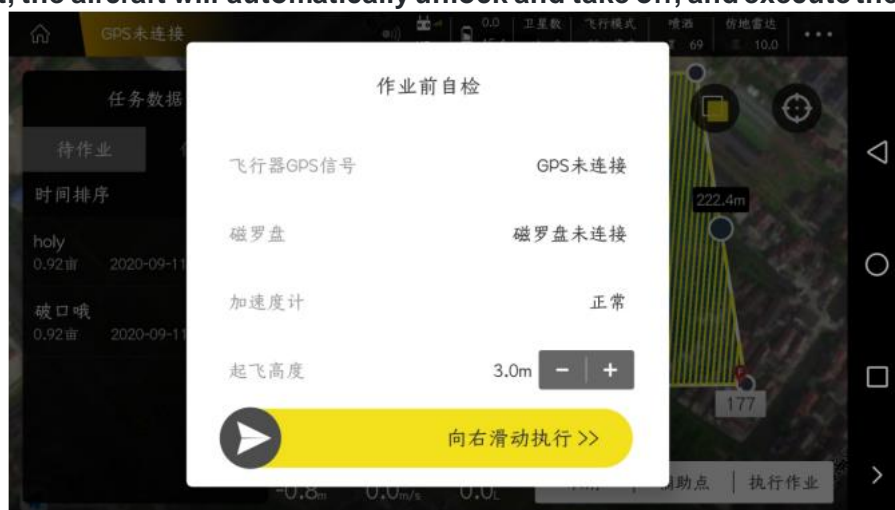 the aircraft will automatically unlock and take off, and execute the
GPS未连接
0.0
卫星数
飞行模式
喷洒
仿地雷达
69
10.0
任务数据
作业前自检
待作业
飞行器GPS信号
GPS未连接
时间排序
222.4m
holy
磁罗盘
磁罗盘未连接
0.92亩
2020-09-11
破口哦
加速度计
正常
0.92亩
2020-09-11
起飞高度
3.0m
－
+
177
向右滑动执行 >>
-0.8m
0.0m/s
0.0L
助点
执行作业